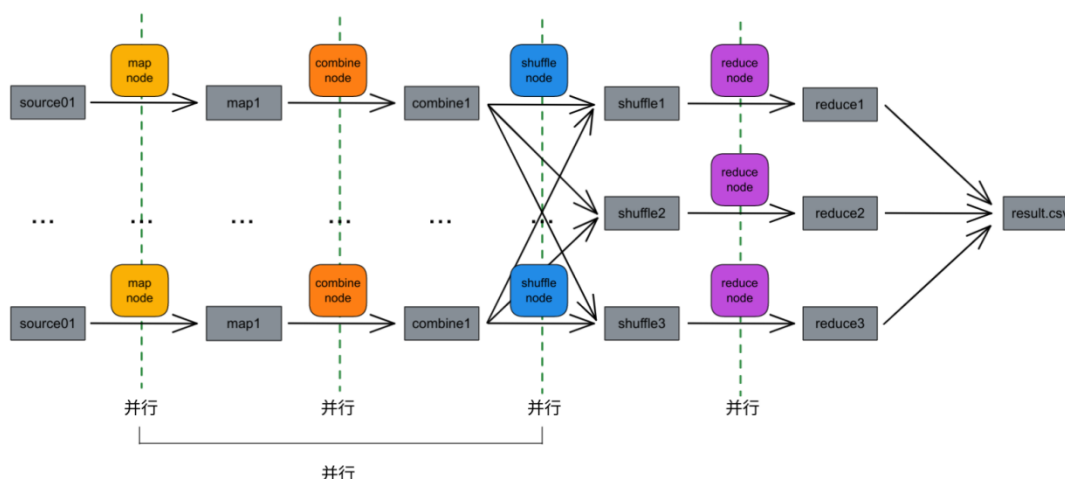 map
node
combine
node
shuffle
node
reduce
node
source01
map1
combine1
shuffle1
reduce1
reduce
node
...
...
...
...
...
...
shuffle2
reduce2
result.csv
map
node
combine
node
shuffle
node
reduce
node
source01
map1
combine1
shuffle3
reduce3
并行
并行
并行
并行
并行